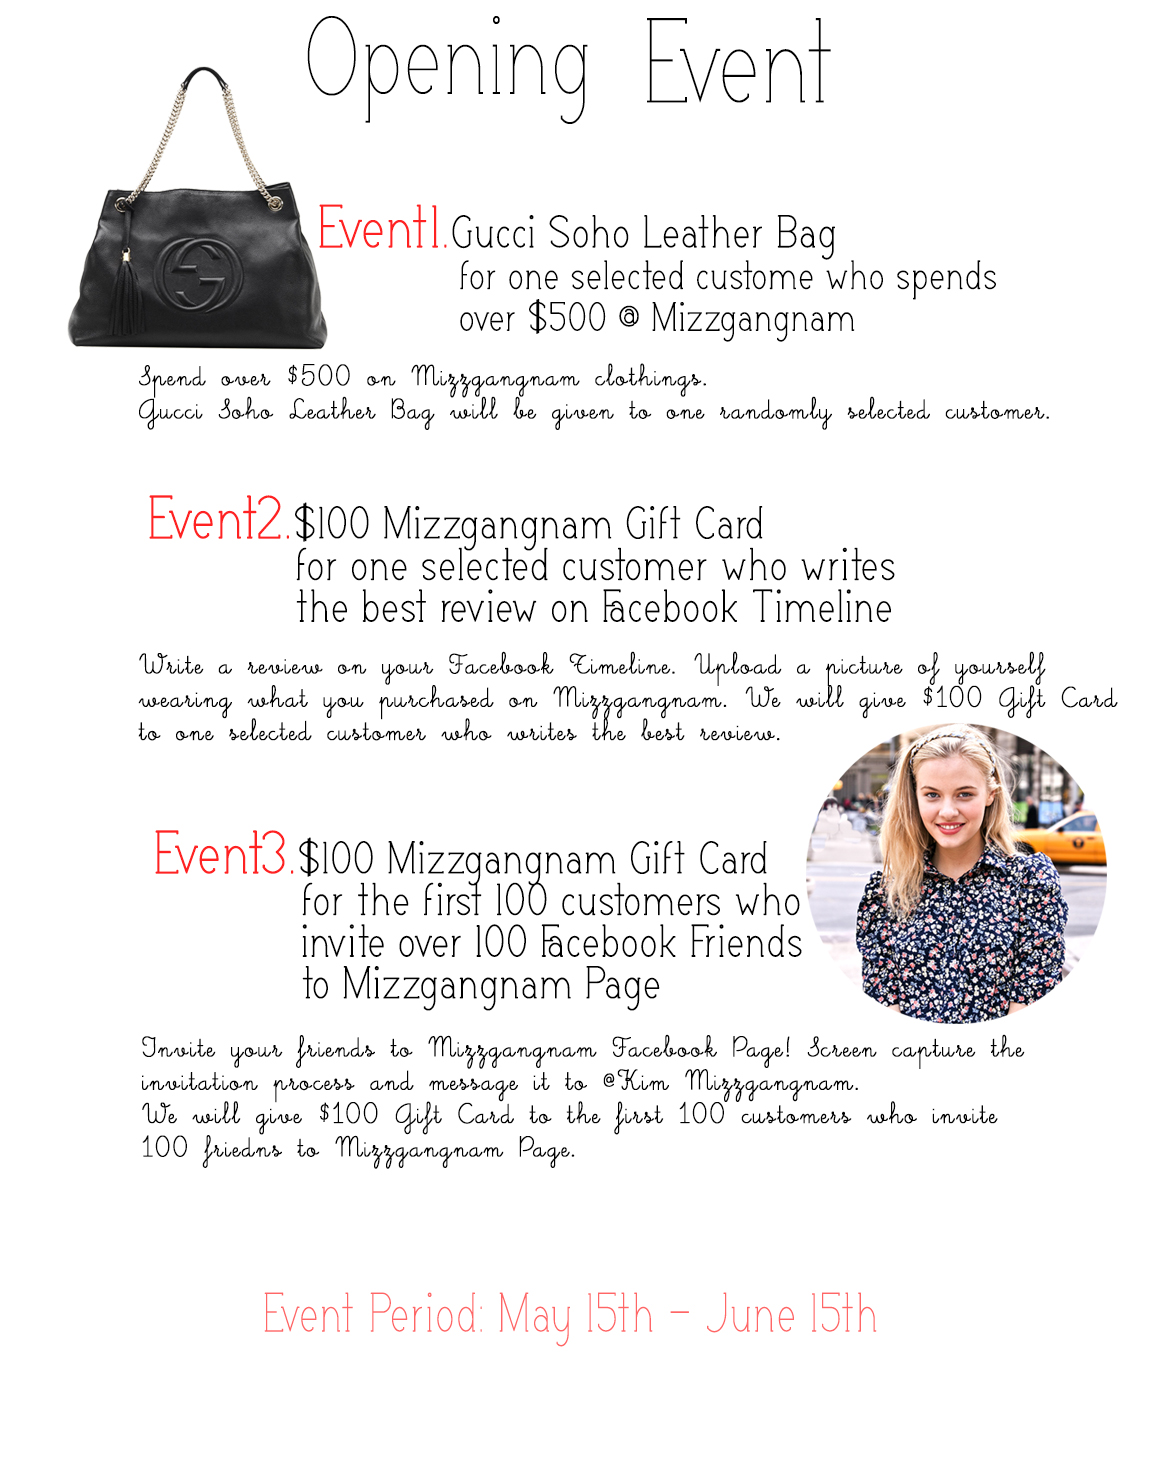 Opening Event
Event1. Gucci Soho Leather Bag
for one selected custome who spends
over $500 @ Mizzgangnam
Spend over $500 on Mizzgangnam clothings.
Gucci Soho Leather Bag will be given to one randomly selected customer.
Event2. $100 Mizzgangnam Gift Card
for one selected customer who writes
the best review on Facebook Timeline
Write a review on your Facebook Timeline. Upload a picture of yourself
wearing what you purchased on Mizzgangnam. We will give $100 Gift Card
to one selected customer who writes the best review.
Event3. $100 Mizzgangnam Gift Card
for the first 100 customers who
invite over 100 Facebook Friends
to Mizzgangnam Page
Invite your friends to Mizzgangnam Facebook Page! Screen capture the
invitation process and message it to @Kim Mizzgangnam.
We will give $100 Gift Card to the first 100 customers who invite
100 friedns to Mizzgangnam Page.
Event Period: May 15th - June 15th